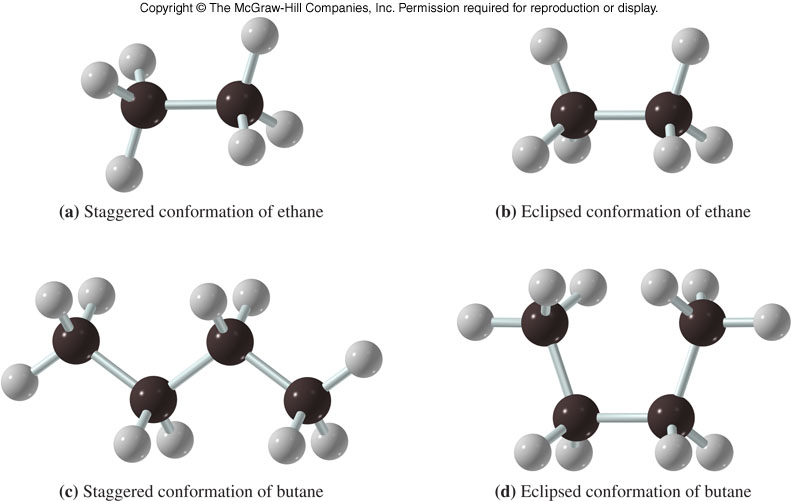 Copyright © The McGraw-Hill Companies, Inc. Permission required for reproduction or display.
(a) Staggered conformation of ethane
(b) Eclipsed conformation of ethane
(c) Staggered conformation of butane
(d) Eclipsed conformation of butane